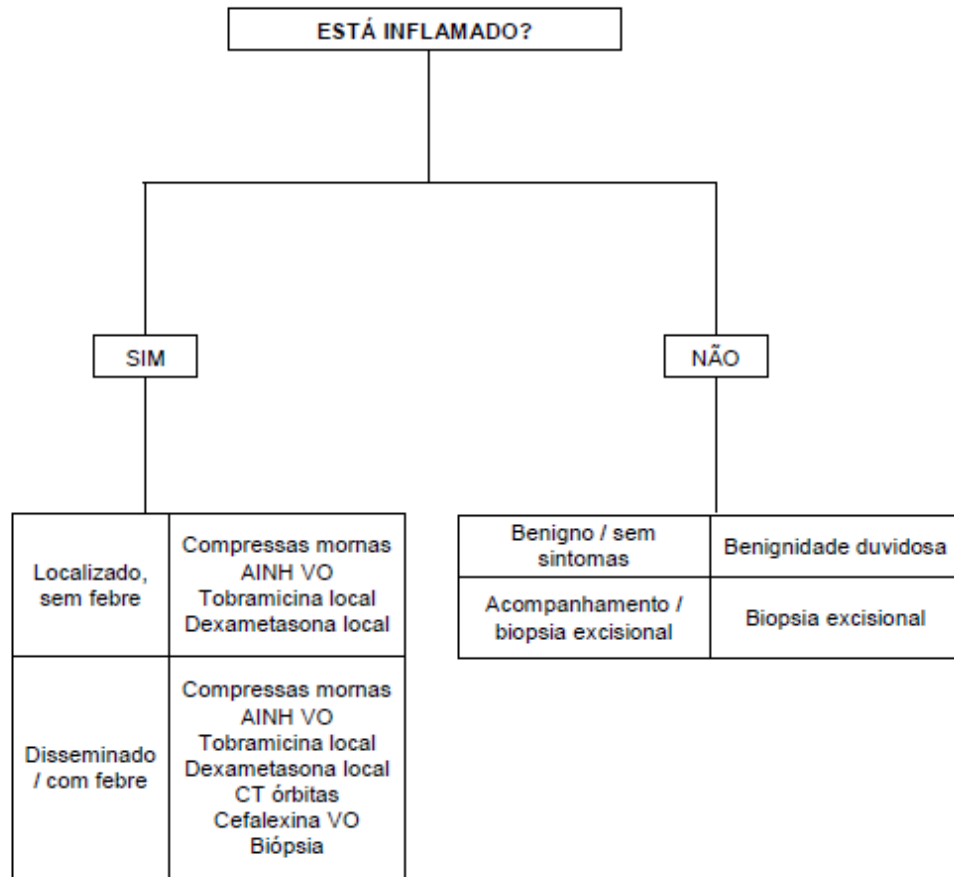 ESTÁ INFLAMADO?
SIM
NÃO
Localizado,
sem febre
Compressas mornas
AINH VO
Tobramicina local
Dexametasona local
Disseminado
/ com febre
Compressas mornas
AINH VO
Tobramicina local
Dexametasona local
CT órbitas
Cefalexina VO
Biópsia
Benigno / sem
sintomas
Benignidade duvidosa
Acompanhamento /
biopsia excisional
Biopsia excisional